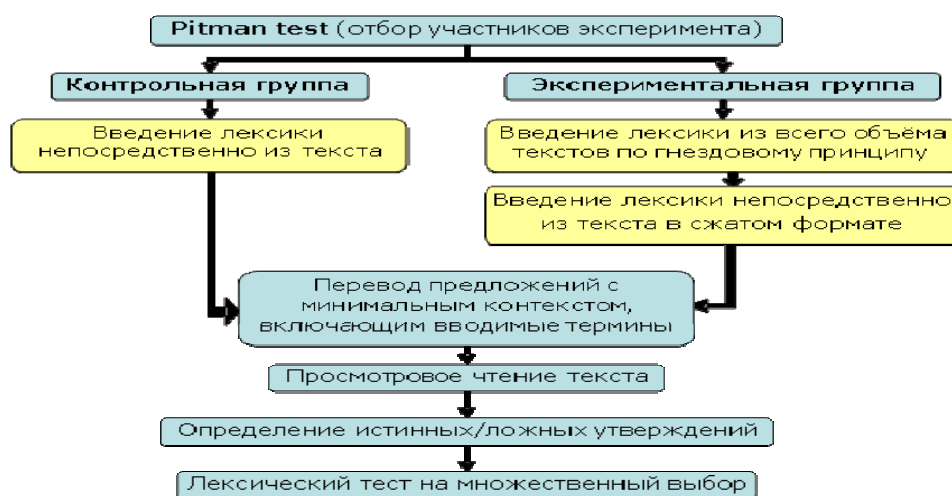 Pitman test (отбор участников эксперимента)
Контрольная группа
Экспериментальная группа
Введение лексики
непосредственно из текста
Введение лексики из всего объёма
текстов по гнездовому принципу
Введение лексики непосредственно
из текста в сжатом формате
Перевод предложений с
минимальным контекстом,
включающим вводимые термины
Просмотровое чтение текста
Определение истинных/ложных утверждений
Лексический тест на множественный выбор